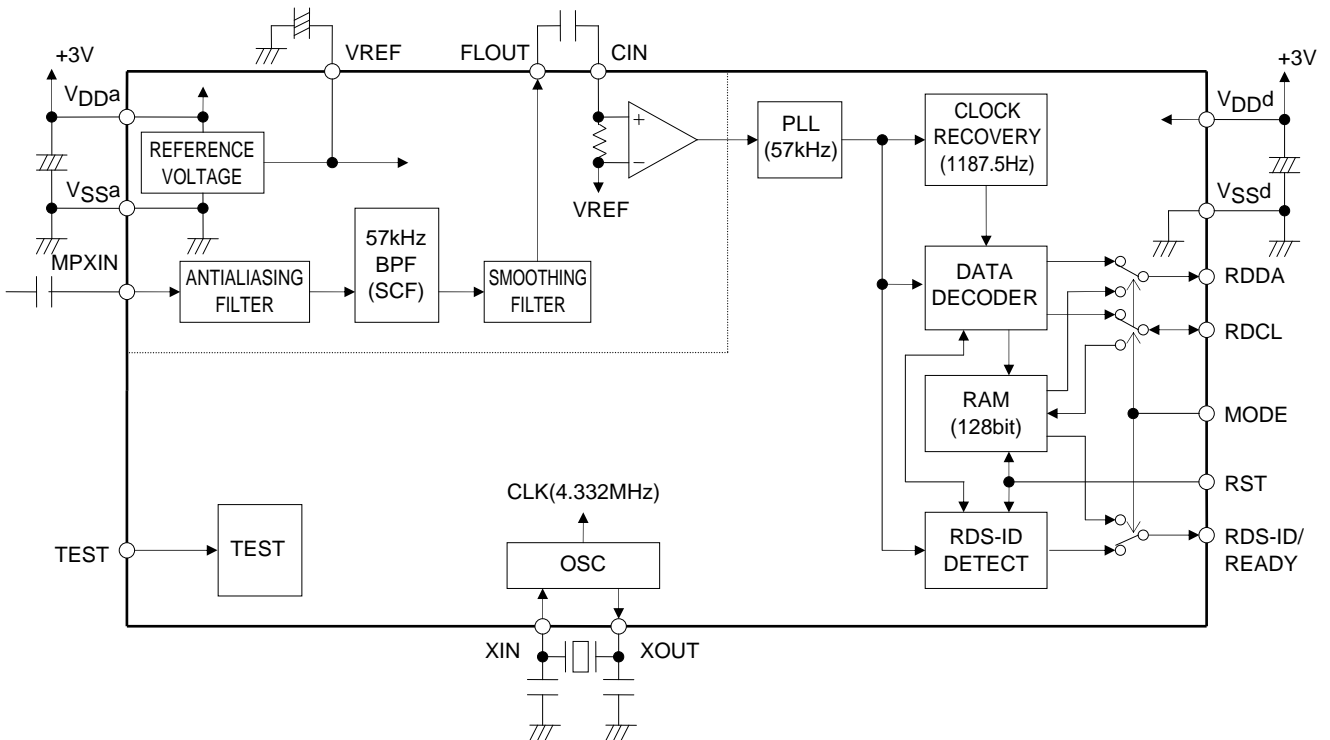 VREF
FLOUT
CIN
+3V
+3V
VDDa
VDDd
REFERENCE
VOLTAGE
+
−
VREF
PLL
(57kHz)
CLOCK
RECOVERY
(1187.5Hz)
VSSa
VSSd
MPXIN
ANTIALIASING
FILTER
57kHz
BPF
(SCF)
SMOOTHING
FILTER
DATA
DECODER
RDDA
RDCL
RAM
(128bit)
MODE
RST
CLK(4.332MHz)
TEST
TEST
OSC
RDS-ID
DETECT
RDS-ID/
READY
XIN
XOUT